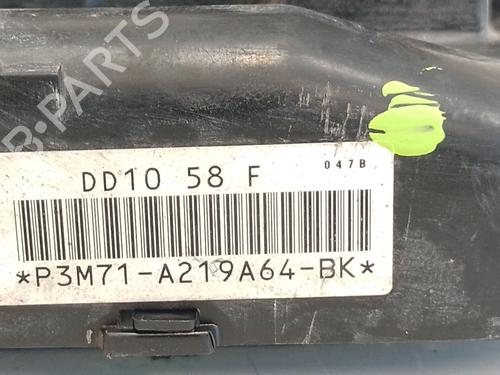 B-PARTS
DD10 58 F 047B
*P3M71-A219A64-BK*